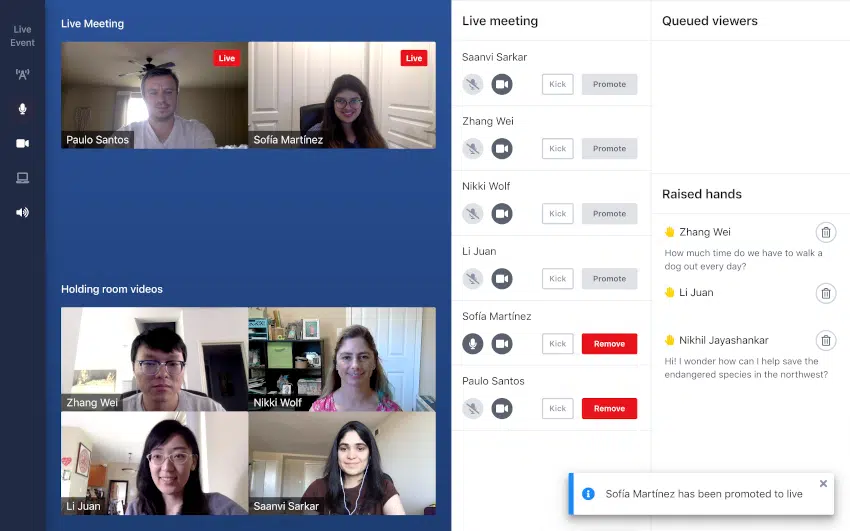 Live
Event
Live Meeting
Live
Live
Paulo Santos
Sofía Martínez
Holding room videos
Zhang Wei
Nikki Wolf
Li Juan
Saanvi Sarkar
Live meeting
Saanvi Sarkar
Kick
Promote
Zhang Wei
Kick
Promote
Nikki Wolf
Kick
Promote
Li Juan
Kick
Promote
Sofía Martínez
Kick
Remove
Paulo Santos
Kick
Remove
Queued viewers
Raised hands
Zhang Wei
How much time do we have to walk a
dog out every day?
Li Juan
Nikhil Jayashankar
Hi! I wonder how can I help save the
endangered species in the northwest?
Sofía Martínez has been promoted to live